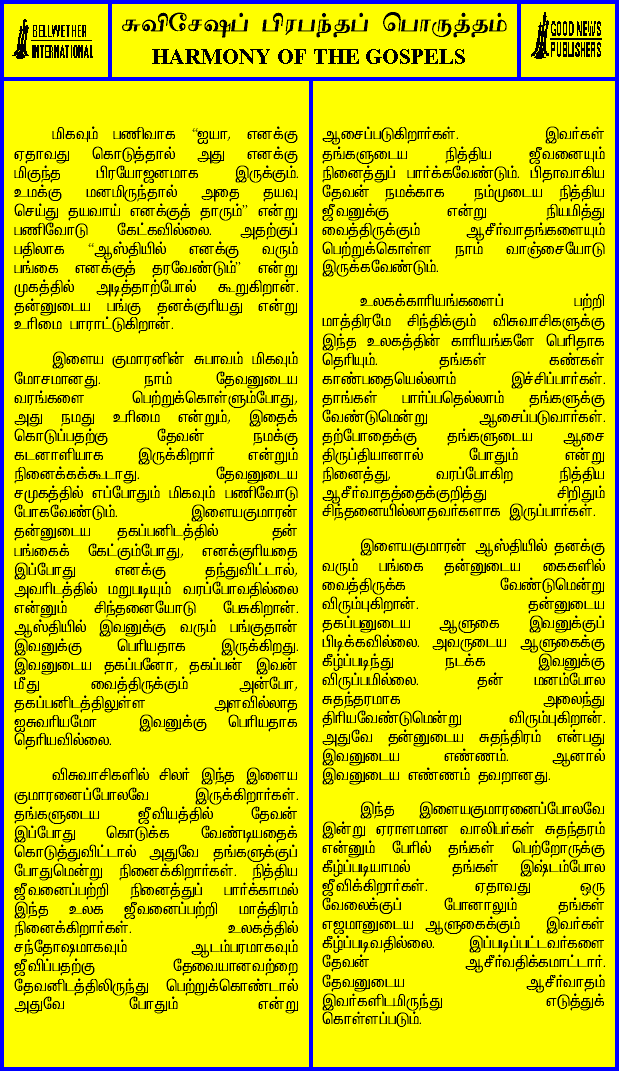 BELLWETHER
INTERNATIONAL
சுவிசேஷப் பிரபந்தப் பொருத்தம்
HARMONY OF THE GOSPELS
GOOD NEWS
PUBLISHERS
மிகவும் பணிவாக “ஐயா, எனக்கு
ஏதாவது கொடுத்தால் அது எனக்கு
மிகுந்த பிரயோஜனமாக இருக்கும்.
உமக்கு மனமிருந்தால் அதை தயவு
செய்து தயவாய் எனக்குத் தாரும்” என்று
பணிவோடு கேட்கவில்லை. அதற்குப்
பதிலாக “ஆஸ்தியில் எனக்கு வரும்
பங்கை எனக்குத் தரவேண்டும்” என்று
முகத்தில் அடித்தாற்போல் கூறுகிறான்.
தன்னுடைய பங்கு தனக்குரியது என்று
உரிமை பாராட்டுகிறான்.
இளைய குமாரனின் சுபாவம் மிகவும்
மோசமானது. நாம் தேவனுடைய
வரங்களை பெற்றுக்கொள்ளும்போது,
அது நமது உரிமை என்றும், இதைக்
கொடுப்பதற்கு தேவன் நமக்கு
கடனாளியாக இருக்கிறார் என்றும்
நினைக்கக்கூடாது. தேவனுடைய
சமுகத்தில் எப்போதும் மிகவும் பணிவோடு
போகவேண்டும். இளையகுமாரன்
தன்னுடைய தகப்பனிடத்தில் தன்
பங்கைக் கேட்கும்போது, எனக்குரியதை
இப்போது எனக்கு தந்துவிட்டால்,
அவரிடத்தில் மறுபடியும் வரப்போவதில்லை
என்னும் சிந்தனையோடு பேசுகிறான்.
ஆஸ்தியில் இவனுக்கு வரும் பங்குதான்
இவனுக்கு பெரியதாக இருக்கிறது.
இவனுடைய தகப்பனோ, தகப்பன் இவன்
மீது வைத்திருக்கும் அன்போ,
தகப்பனிடத்திலுள்ள அளவில்லாத
ஐசுவரியமோ இவனுக்கு பெரியதாக
தெரியவில்லை.
விசுவாசிகளில் சிலர் இந்த இளைய
குமாரனைப்போலவே இருக்கிறார்கள்.
தங்களுடைய ஜீவியத்தில் தேவன்
இப்போது கொடுக்க வேண்டியதைக்
கொடுத்துவிட்டால் அதுவே தங்களுக்குப்
போதுமென்று நினைக்கிறார்கள். நித்திய
ஜீவனைப்பற்றி நினைத்துப் பார்க்காமல்
இந்த உலக ஜீவனைப்பற்றி மாத்திரம்
நினைக்கிறார்கள். உலகத்தில்
சந்தோஷமாகவும் ஆடம்பரமாகவும்
ஜீவிப்பதற்கு தேவையானவற்றை
தேவனிடத்திலிருந்து பெற்றுக்கொண்டால்
அதுவே போதும் என்று
ஆசைப்படுகிறார்கள். இவர்கள்
தங்களுடைய நித்திய ஜீவனையும்
நினைத்துப் பார்க்கவேண்டும். பிதாவாகிய
தேவன் நமக்காக நம்முடைய நித்திய
ஜீவனுக்கு என்று நியமித்து
வைத்திருக்கும் ஆசீர்வாதங்களையும்
பெற்றுக்கொள்ள நாம் வாஞ்சையோடு
இருக்கவேண்டும்.
உலகக்காரியங்களைப் பற்றி
மாத்திரமே சிந்திக்கும் விசுவாசிகளுக்கு
இந்த உலகத்தின் காரியங்களே பெரிதாக
தெரியும். தங்கள் கண்கள்
காண்பதையெல்லாம் இச்சிப்பார்கள்.
தாங்கள் பார்ப்பதெல்லாம் தங்களுக்கு
வேண்டுமென்று ஆசைப்படுவார்கள்.
தற்போதைக்கு தங்களுடைய ஆசை
திருப்தியானால் போதும் என்று
நினைத்து, வரப்போகிற நித்திய
ஆசீர்வாதத்தைக்குறித்து சிறிதும்
சிந்தனையில்லாதவர்களாக இருப்பார்கள்.
இளையகுமாரன் ஆஸ்தியில் தனக்கு
வரும் பங்கை தன்னுடைய கைகளில்
வைத்திருக்க வேண்டுமென்று
விரும்புகிறான். தன்னுடைய
தகப்பனுடைய ஆளுகை இவனுக்குப்
பிடிக்கவில்லை. அவருடைய ஆளுகைக்கு
கீழ்ப்படிந்து நடக்க இவனுக்கு
விருப்பமில்லை. தன் மனம்போல
சுதந்தரமாக அலைந்து
திரியவேண்டுமென்று விரும்புகிறான்.
அதுவே தன்னுடைய சுதந்திரம் என்பது
இவனுடைய எண்ணம். ஆனால்
இவனுடைய எண்ணம் தவறானது.
இந்த இளையகுமாரனைப்போலவே
இன்று ஏராளமான வாலிபர்கள் சுதந்தரம்
என்னும் பேரில் தங்கள் பெற்றோருக்கு
கீழ்ப்படியாமல் தங்கள் இஷ்டம்போல
ஜீவிக்கிறார்கள். ஏதாவது ஒரு
வேலைக்குப் போனாலும் தங்கள்
எஜமானுடைய ஆளுகைக்கும் இவர்கள்
கீழ்ப்படிவதில்லை. இப்படிப்பட்டவர்களை
தேவன் ஆசீர்வதிக்கமாட்டார்.
தேவனுடைய ஆசீர்வாதம்
இவர்களிடமிருந்து எடுத்துக்
கொள்ளப்படும்.